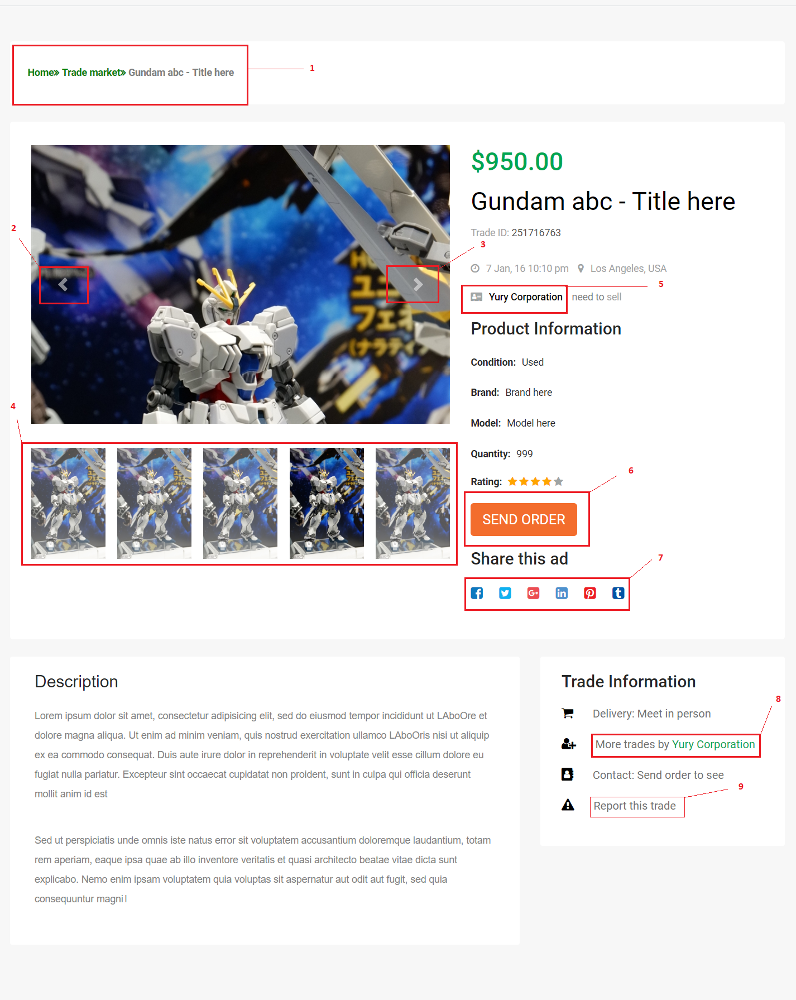 Home» Trade market» Gundam abc - Title here
1
$950.00
Gundam abc - Title here
Trade ID: 251716763
2
3
7 Jan, 16 10:10 pm Los Angeles, USA
5
Yury Corporation need to sell
ユニ
フェネ
(ナラティブ
Product Information
Condition: Used
Brand: Brand here
4
Model: Model here
Quantity: 999
6
Rating:
SEND ORDER
Share this ad
7
Description
Lorem ipsum dolor sit amet, consectetur adipisicing elit, sed do eiusmod tempor incididunt ut LAboOre et
dolore magna aliqua. Ut enim ad minim veniam, quis nostrud exercitation ullamco LAboOris nisi ut aliquip
ex ea commodo consequat. Duis aute irure dolor in reprehenderit in voluptate velit esse cillum dolore eu
fugiat nulla pariatur. Excepteur sint occaecat cupidatat non proident, sunt in culpa qui officia deserunt
mollit anim id est
Sed ut perspiciatis unde omnis iste natus error sit voluptatem accusantium doloremque laudantium, totam
rem aperiam, eaque ipsa quae ab illo inventore veritatis et quasi architecto beatae vitae dicta sunt
explicabo. Nemo enim ipsam voluptatem quia voluptas sit aspernatur aut odit aut fugit, sed quia
consequuntur magni l
Trade Information
8
Delivery: Meet in person
More trades by Yury Corporation
Contact: Send order to see
9
Report this trade